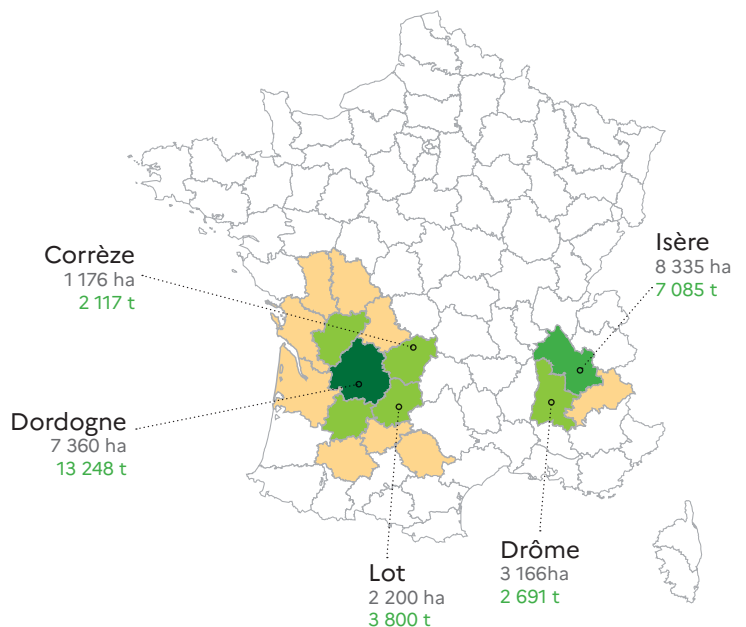 Corrèze
1 176 ha
2 117 t
Isère
8 335 ha
7 085 t
Dordogne
7 360 ha
13 248 t
Lot
2 200 ha
3 800 t
Drôme
3 166ha
2 691 t